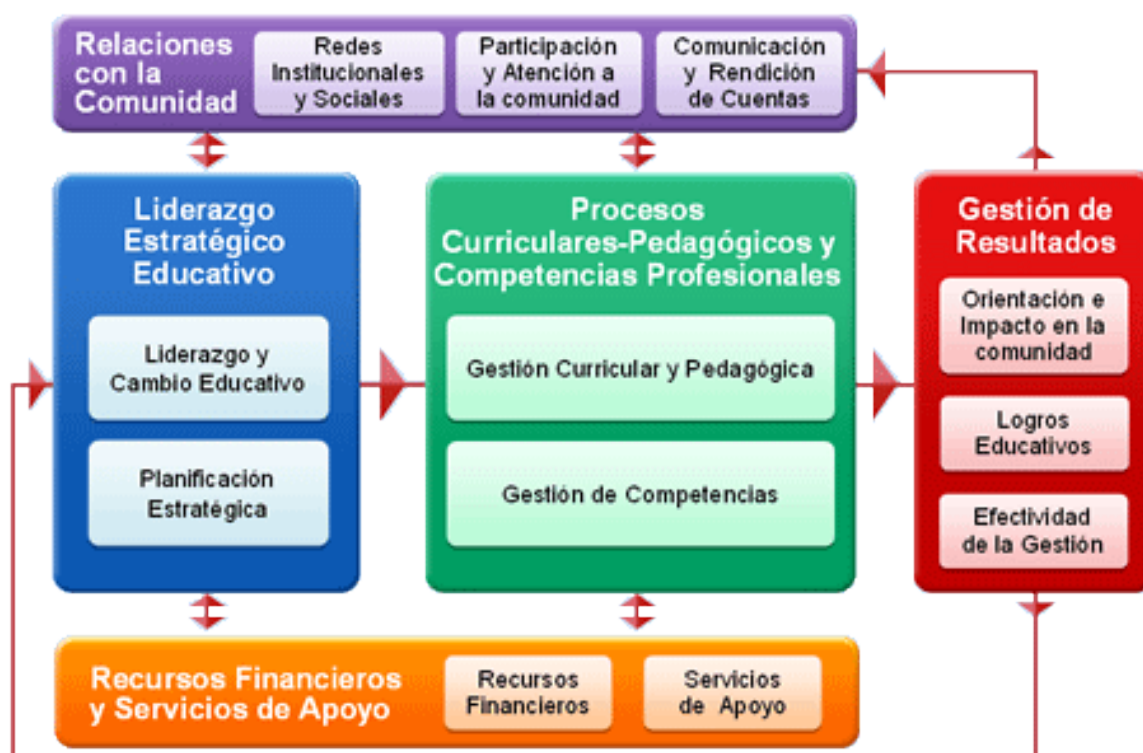 Relaciones
con la
Comunidad
Redes
Institucionales
y Sociales
Participación
y Atención a
la comunidad
Comunicación
y Rendición
de Cuentas
Liderazgo
Estratégico
Educativo
Liderazgo y
Cambio Educativo
Planificación
Estratégica
Procesos
Curriculares-Pedagógicos y
Competencias Profesionales
Gestión Curricular y Pedagógica
Gestión de Competencias
Gestión de
Resultados
Orientación e
Impacto en la
comunidad
Logros
Educativos
Efectividad
de la Gestión
Recursos Financieros
y Servicios de Apoyo
Recursos
Financieros
Servicios
de Apoyo